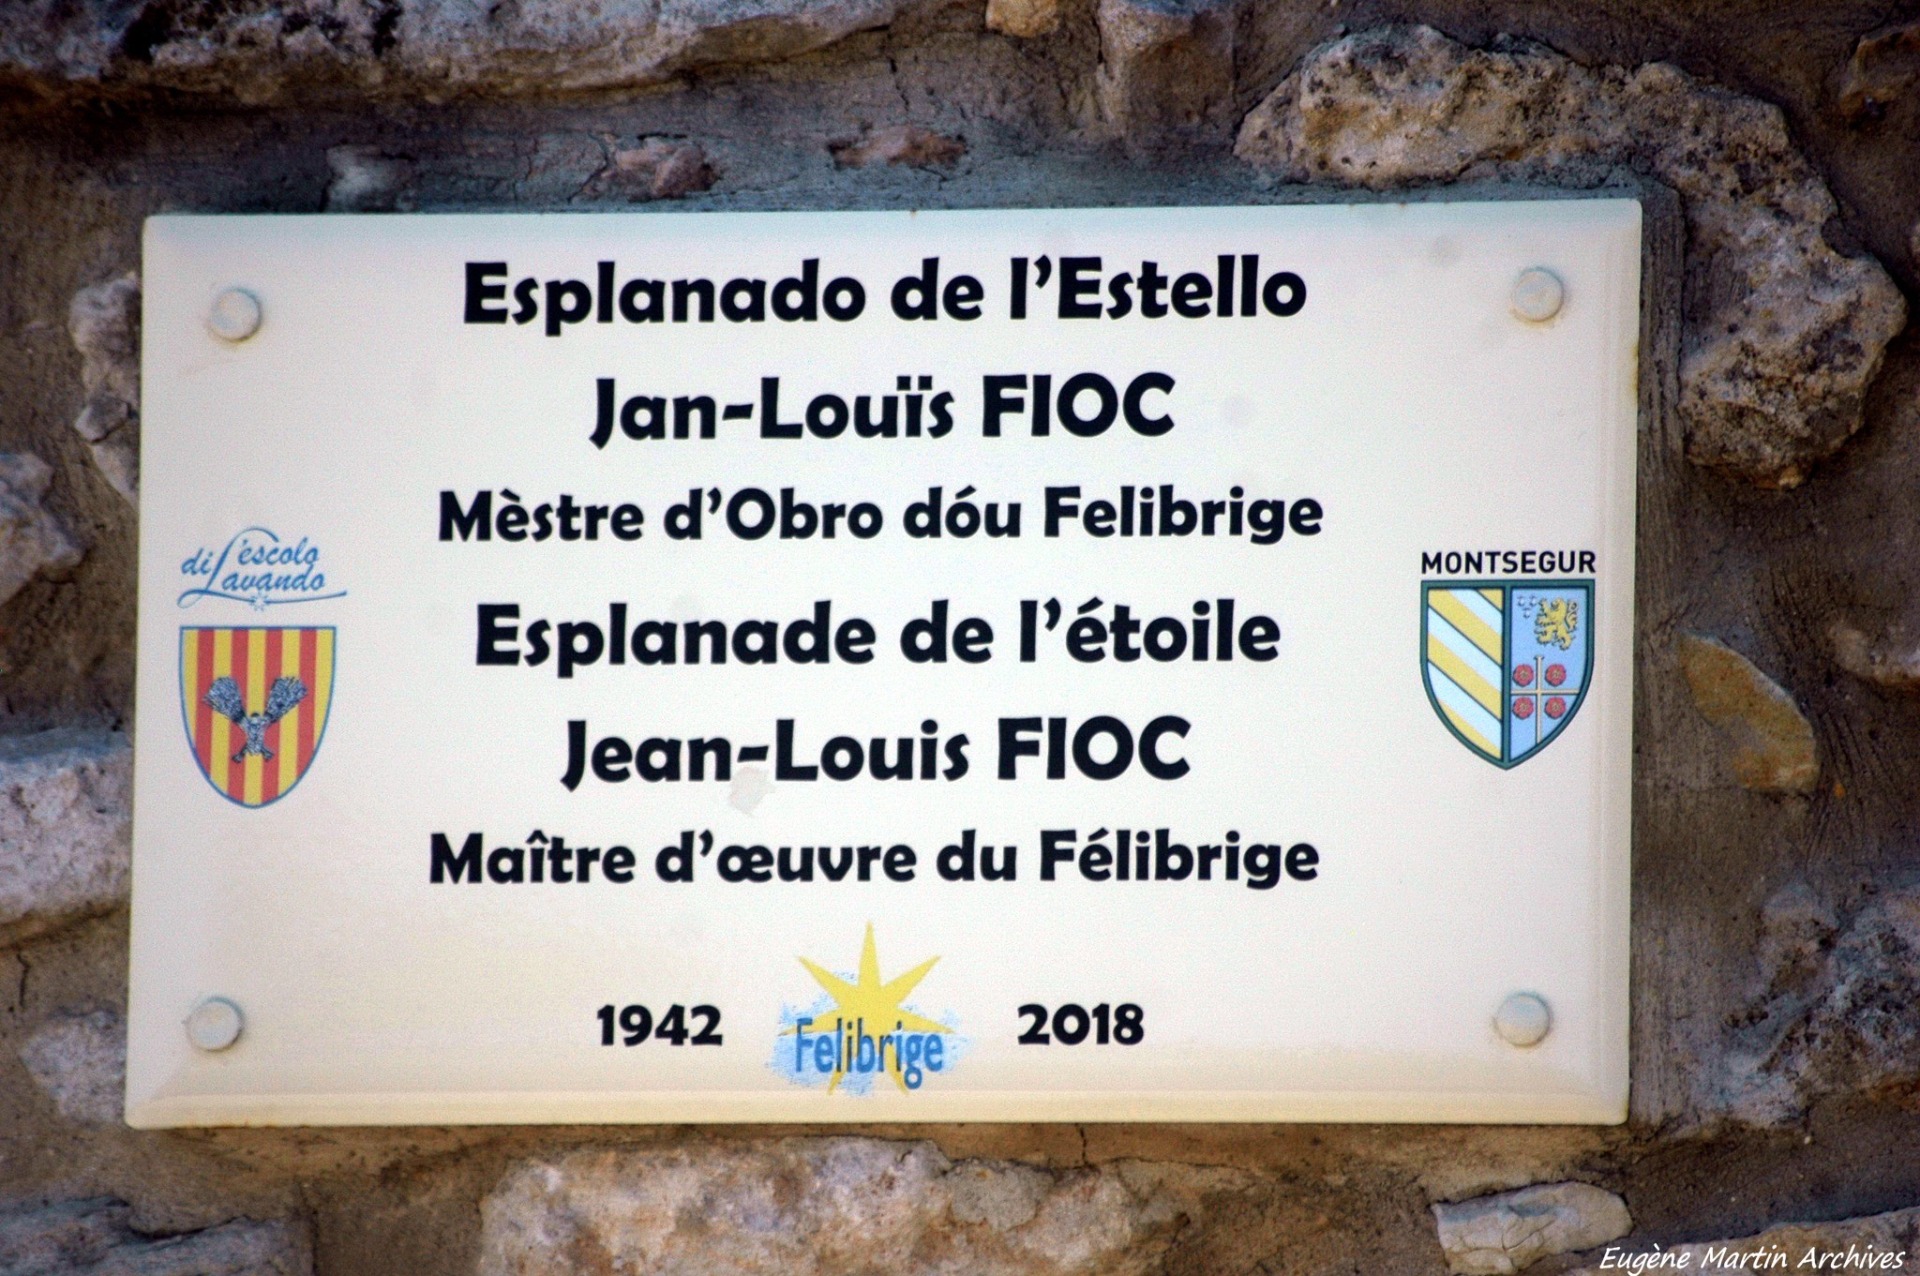 Esplanado de l'Estello
Jan-Louïs FIOC
Mèstre d'Obro dóu Felibrige
Esplanade de l'étoile
Jean-Louis FIOC
Maître d'œuvre du Félibrige
1942 Felibrige 2018
L'escolo
di Lavando
MONTSEGUR
Eugène Martin Archives